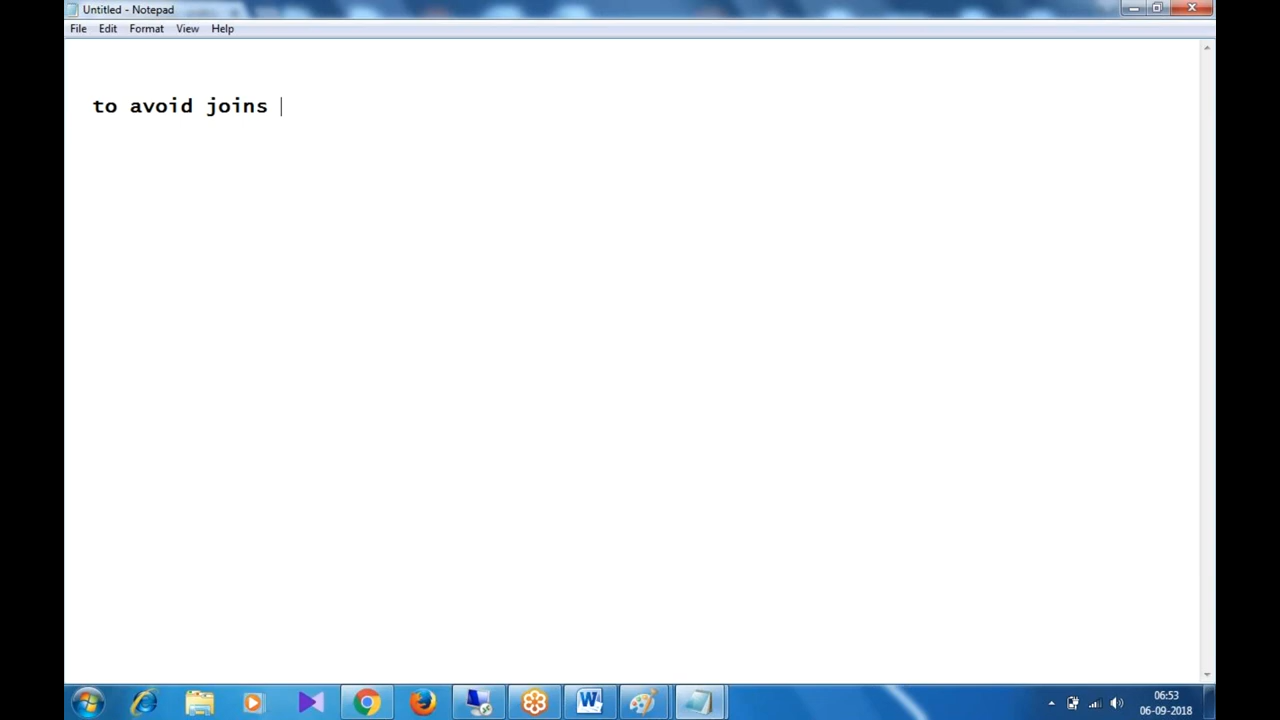 Untitled - Notepad
File Edit Format View Help
to avoid joins
06:53
06-09-2018